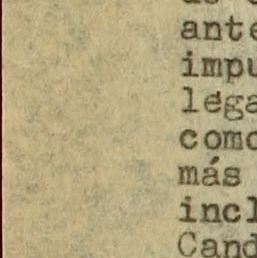 ante
impu
lega
como
más
incl
Cand